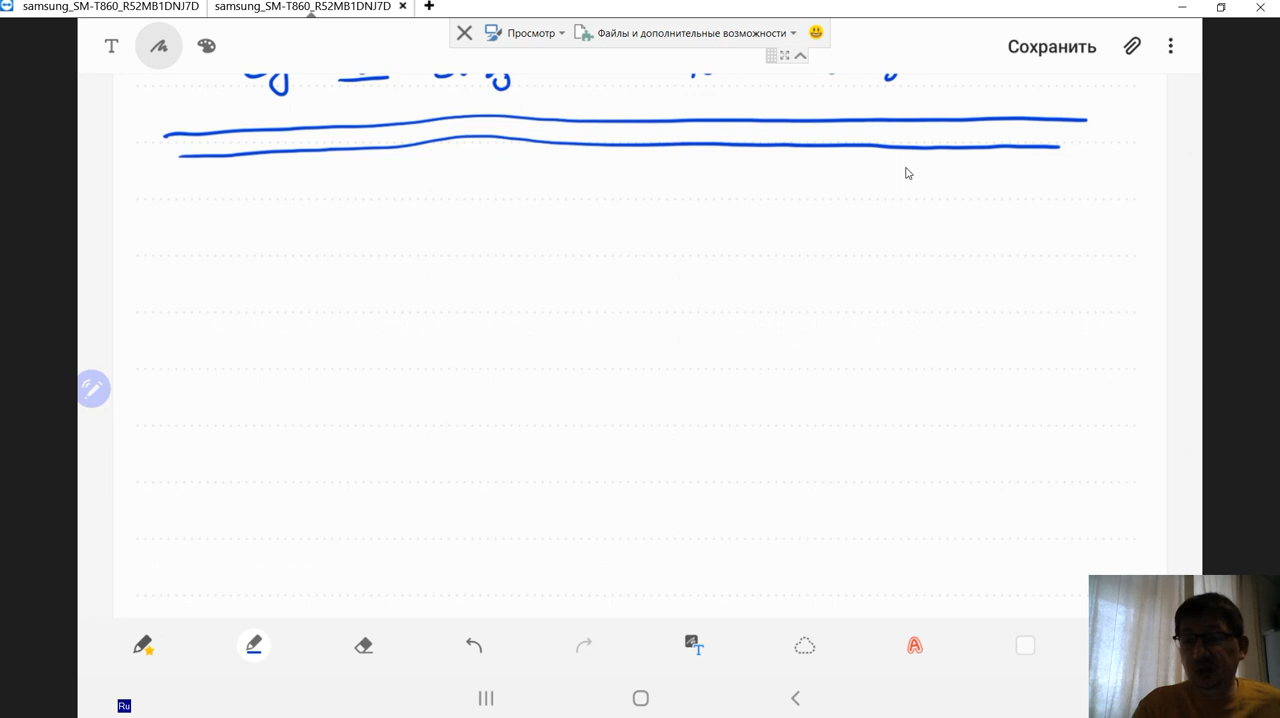 samsung_SM-T860_R52MB1DNJ7D samsung_SM-T860_R52MB1DNJ7D
Просмотр Файлы и дополнительные возможности
T Сохранить
T A
Ru